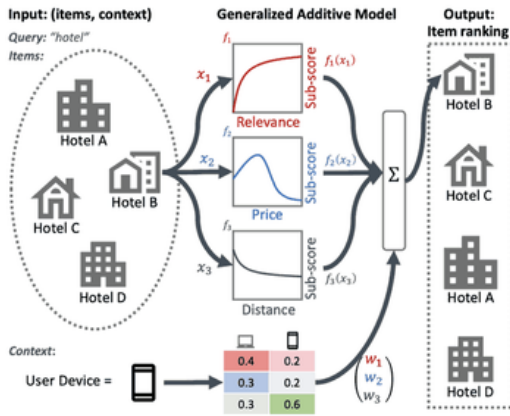 Input: (items, context)
Query: "hotel"
Items:
Hotel A
Hotel B
Hotel C
Hotel D
Context:
User Device =
Generalized Additive Model
f₁
x₁
Relevance
Sub-score
f₁(x₁)
f₂
x₂
Price
Sub-score
f₂(x₂)
f₃
x₃
Distance
Sub-score
f₃(x₃)
0.4 0.2
0.3 0.2
0.3 0.6
w₁
w₂
w₃
Σ
Output:
Item ranking
Hotel B
Hotel C
Hotel A
Hotel D